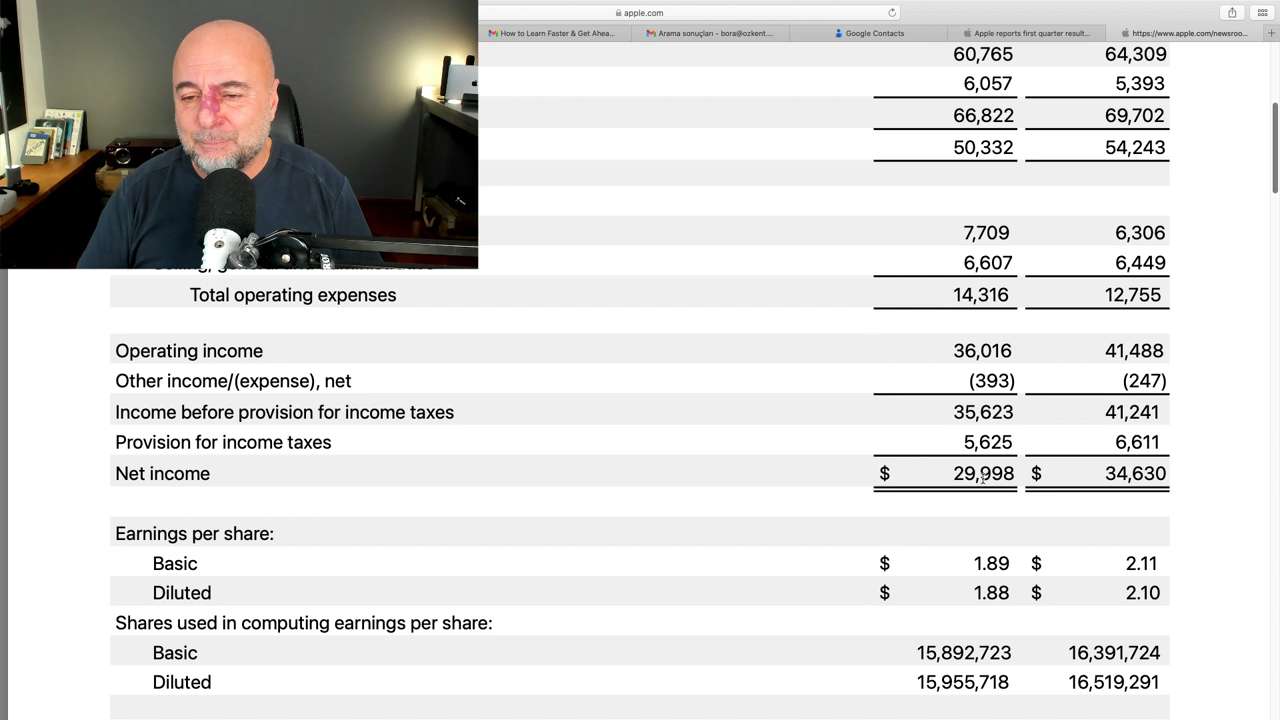 apple.com
How to Learn Faster & Get Ahea...
Arama sonuçları - bora@ozkent....
Google Contacts
Apple reports first quarter result...
https://www.apple.com/newsroo...
60,765 64,309
6,057 5,393
66,822 69,702
50,332 54,243
7,709 6,306
6,607 6,449
Total operating expenses 14,316 12,755
Operating income 36,016 41,488
Other income/(expense), net (393) (247)
Income before provision for income taxes 35,623 41,241
Provision for income taxes 5,625 6,611
Net income $ 29,998 $ 34,630
Earnings per share:
Basic $ 1.89 $ 2.11
Diluted $ 1.88 $ 2.10
Shares used in computing earnings per share:
Basic 15,892,723 16,391,724
Diluted 15,955,718 16,519,291